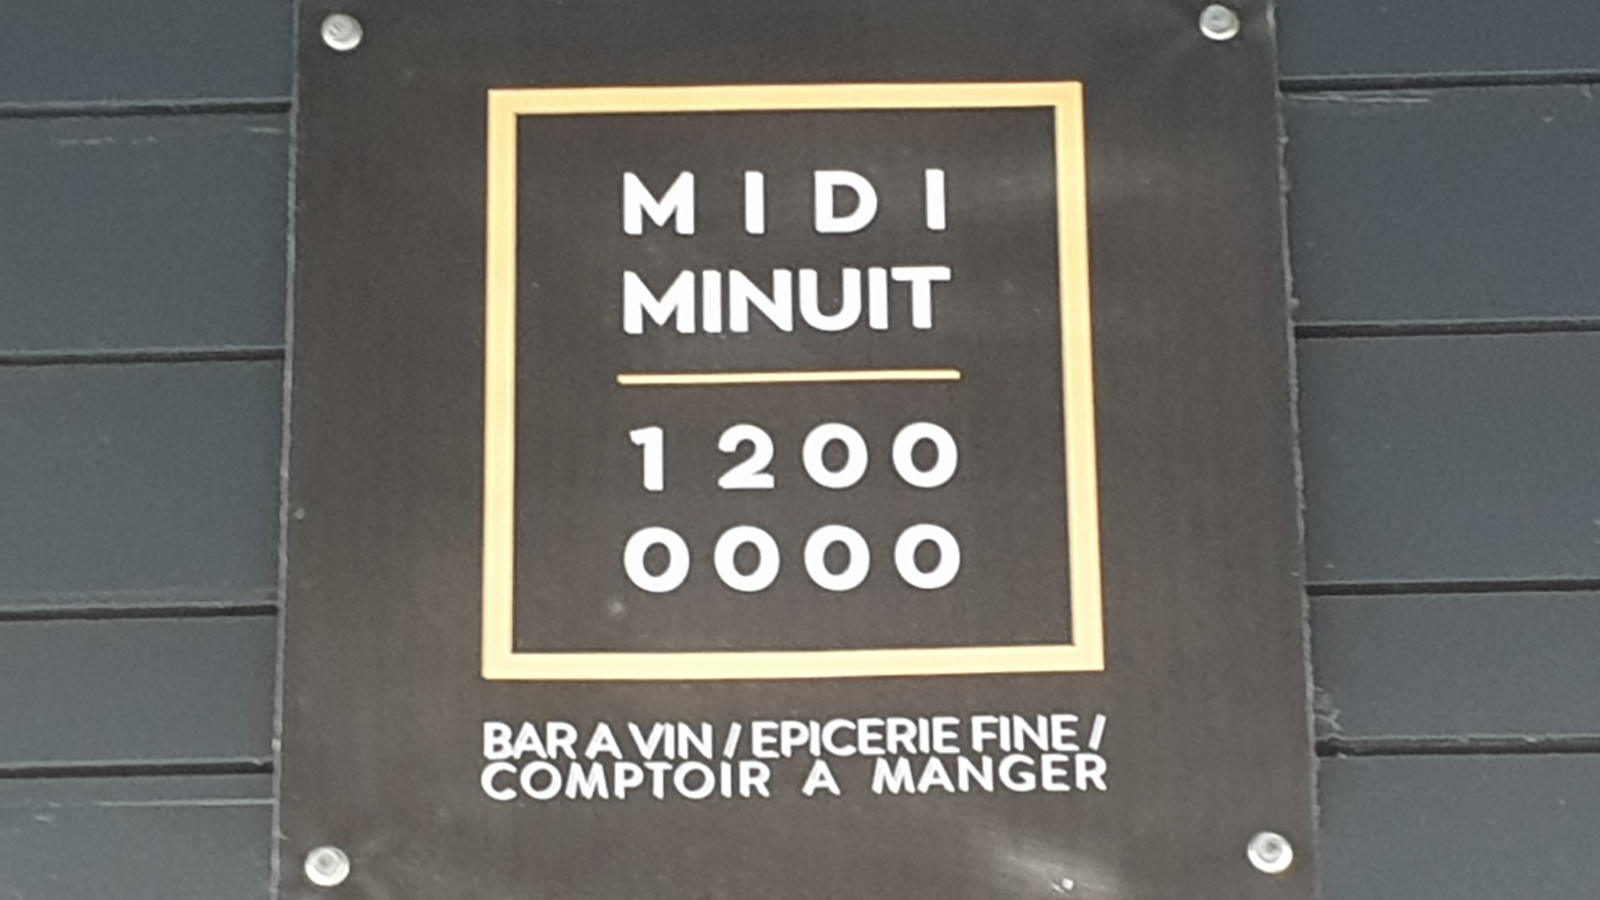 MIDI
MINUIT
1200
0000
BAR A VIN / EPICERIE FINE /
COMPTOIR A MANGER